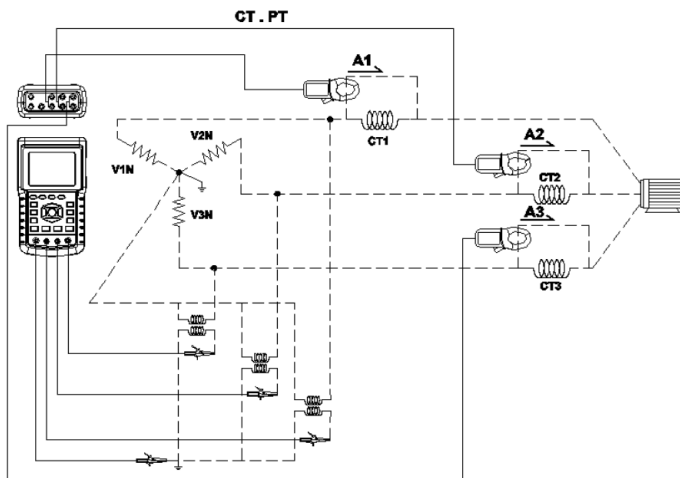 CT . PT
A1
CT1
V2N
V1N
A2
CT2
V3N
A3
CT3